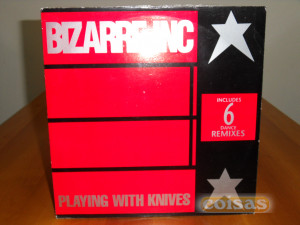 BIZARRE INC
INCLUDES
6
DANCE
REMIXES
PLAYING WITH KNIVES
coisas